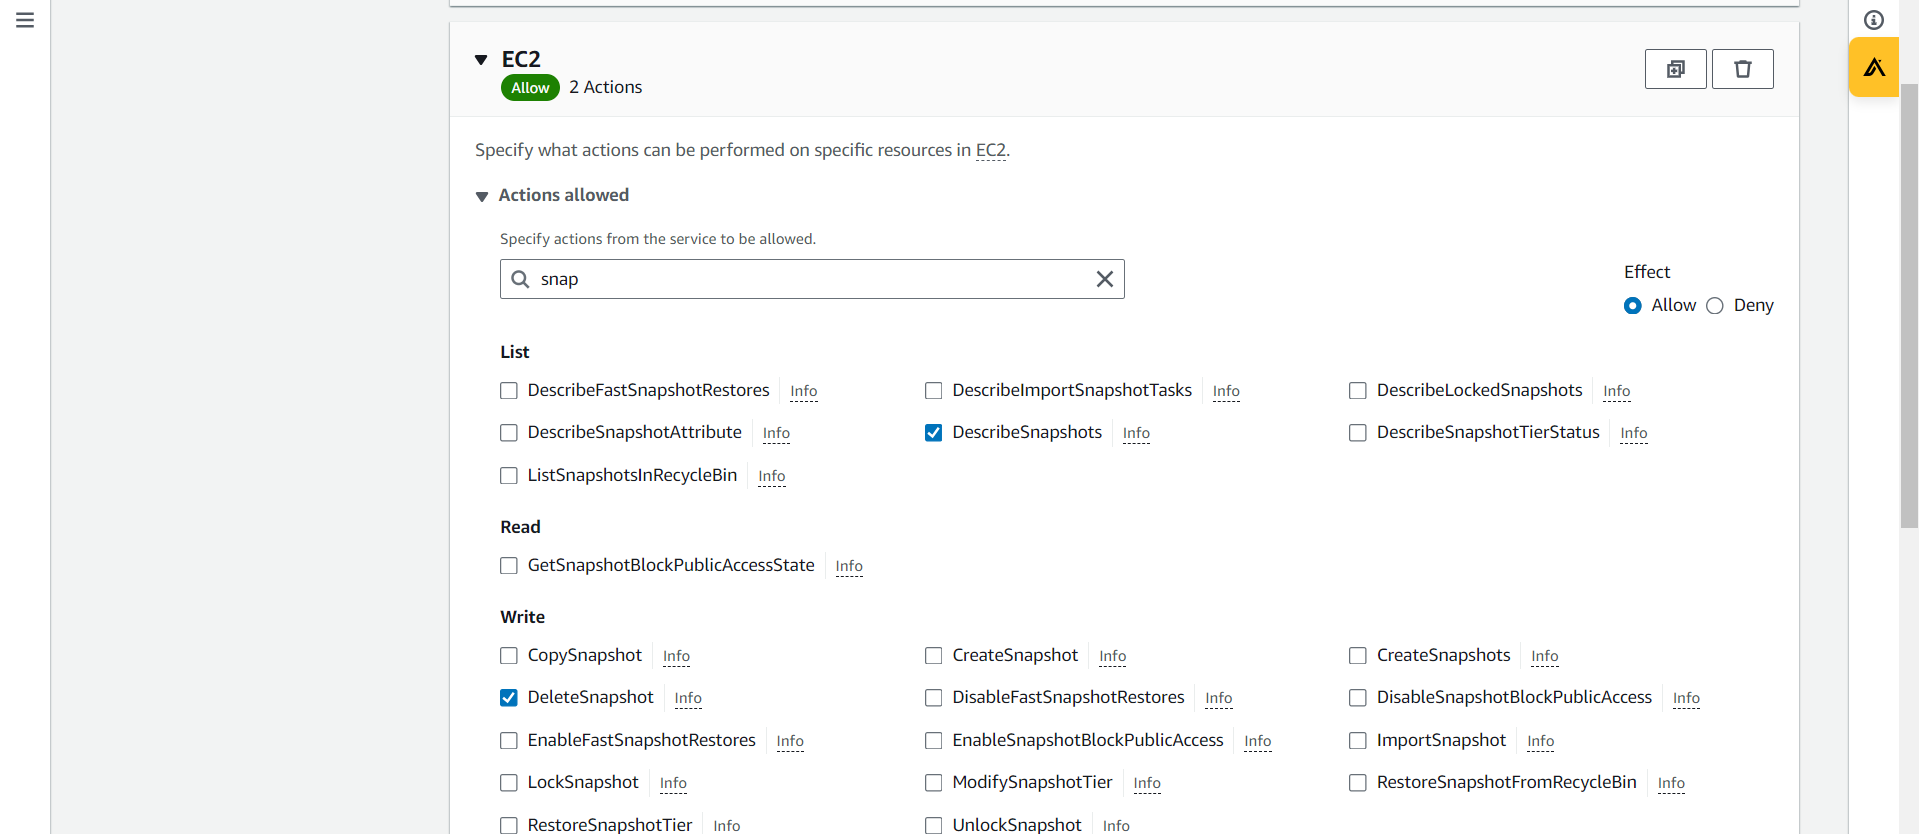 EC2
Allow 2 Actions
Specify what actions can be performed on specific resources in EC2.
Actions allowed
Specify actions from the service to be allowed.
snap
Effect
Allow Deny
List
DescribeFastSnapshotRestores Info DescribeImportSnapshotTasks Info DescribeLockedSnapshots Info
DescribeSnapshotAttribute Info DescribeSnapshots Info DescribeSnapshotTierStatus Info
ListSnapshotsInRecycleBin Info
Read
GetSnapshotBlockPublicAccessState Info
Write
CopySnapshot Info CreateSnapshot Info CreateSnapshots Info
DeleteSnapshot Info DisableFastSnapshotRestores Info DisableSnapshotBlockPublicAccess Info
EnableFastSnapshotRestores Info EnableSnapshotBlockPublicAccess Info ImportSnapshot Info
LockSnapshot Info ModifySnapshotTier Info RestoreSnapshotFromRecycleBin Info
RestoreSnapshotTier Info UnlockSnapshot Info